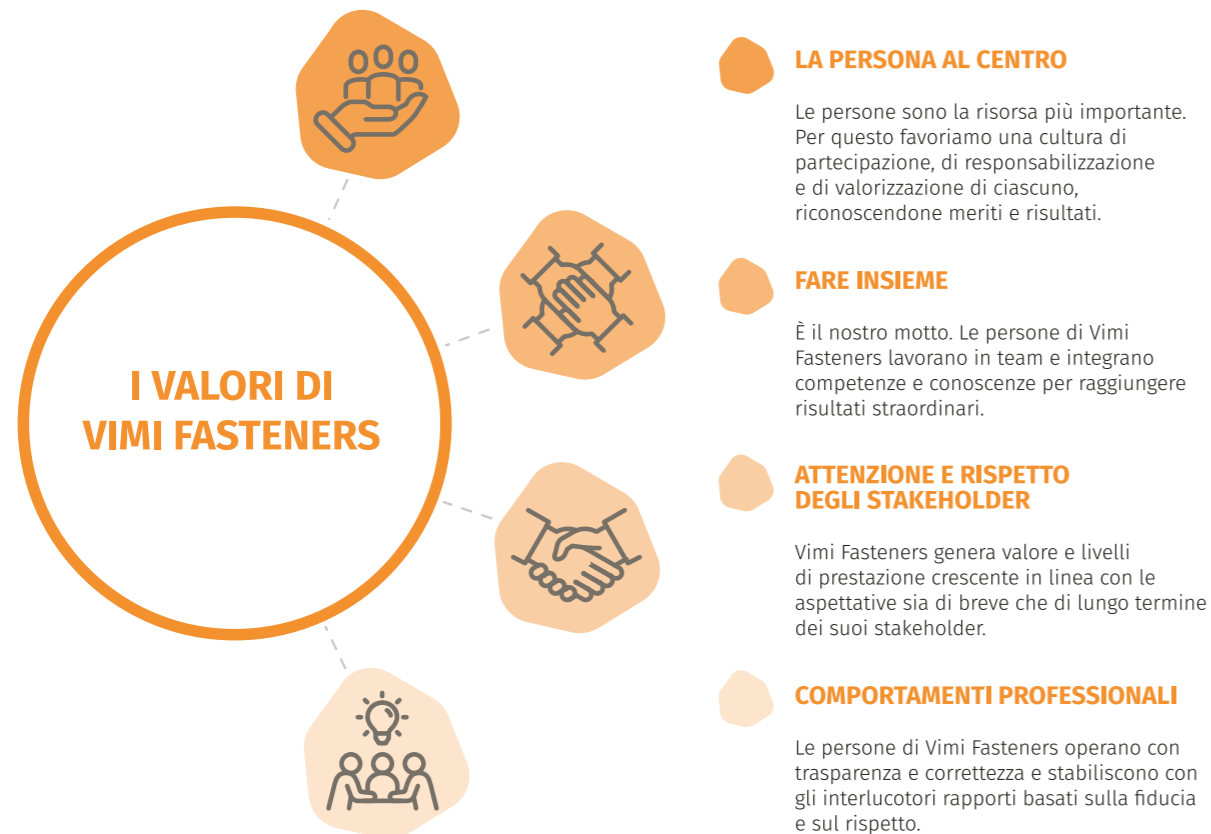 I VALORI DI
VIMI FASTENERS
LA PERSONA AL CENTRO
Le persone sono la risorsa più importante.
Per questo favoriamo una cultura di
partecipazione, di responsabilizzazione
e di valorizzazione di ciascuno,
riconoscendone meriti e risultati.
FARE INSIEME
È il nostro motto. Le persone di Vimi
Fasteners lavorano in team e integrano
competenze e conoscenze per raggiungere
risultati straordinari.
ATTENZIONE E RISPETTO
DEGLI STAKEHOLDER
Vimi Fasteners genera valore e livelli
di prestazione crescente in linea con le
aspettative sia di breve che di lungo termine
dei suoi stakeholder.
COMPORTAMENTI PROFESSIONALI
Le persone di Vimi Fasteners operano con
trasparenza e correttezza e stabiliscono con
gli interlucotori rapporti basati sulla fiducia
e sul rispetto.